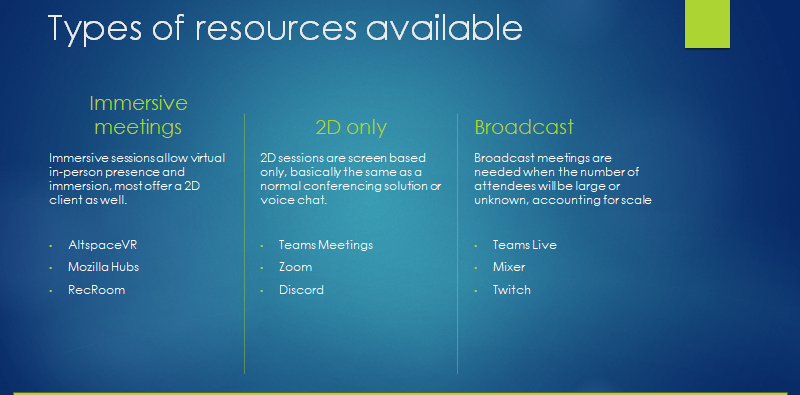 Types of resources available
Immersive
meetings
Immersive sessions allow virtual
in-person presence and
immersion, most offer a 2D
client as well.
AltspaceVR
Mozilla Hubs
RecRoom
2D only
2D sessions are screen based
only, basically the same as a
normal conferencing solution or
voice chat.
Teams Meetings
Zoom
Discord
Broadcast
Broadcast meetings are
needed when the number of
attendees will be large or
unknown, accounting for scale
Teams Live
Mixer
Twitch